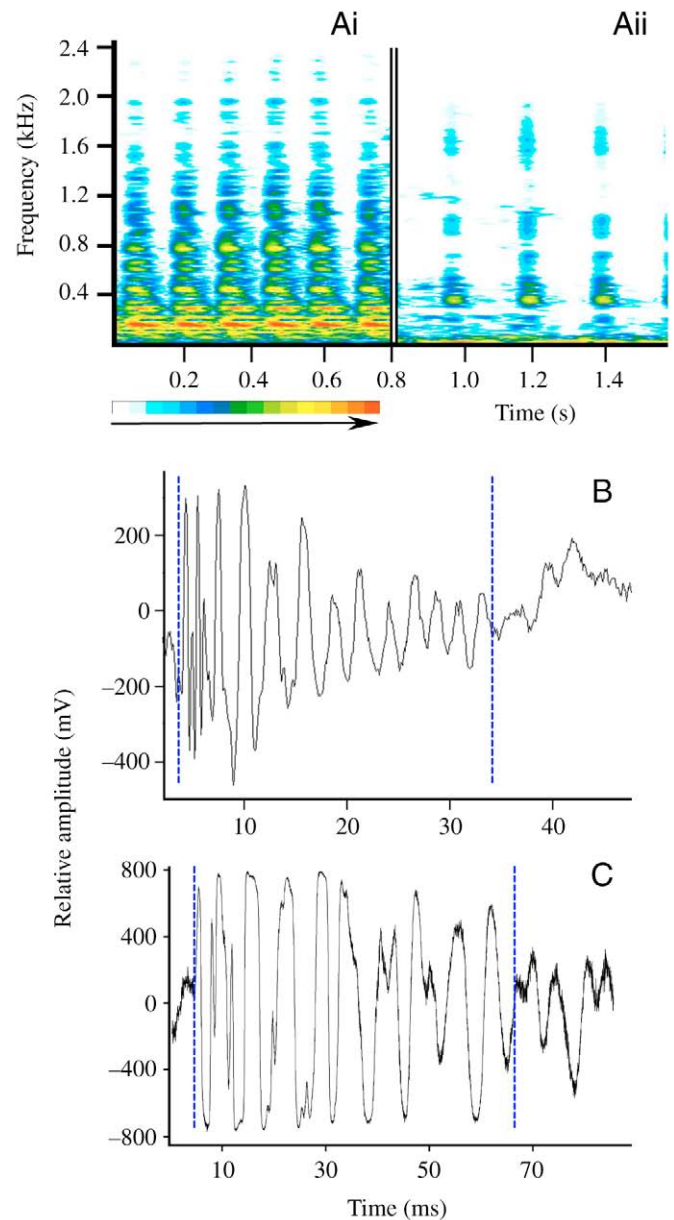 Ai Aii
2.4
2.0
1.6
1.2
0.8
0.4
Frequency (kHz)
0.2 0.4 0.6 0.8 1.0 1.2 1.4
Time (s)
B
200
0
–200
–400
10 20 30 40
Relative amplitude (mV)
C
800
400
0
–400
–800
10 30 50 70
Time (ms)